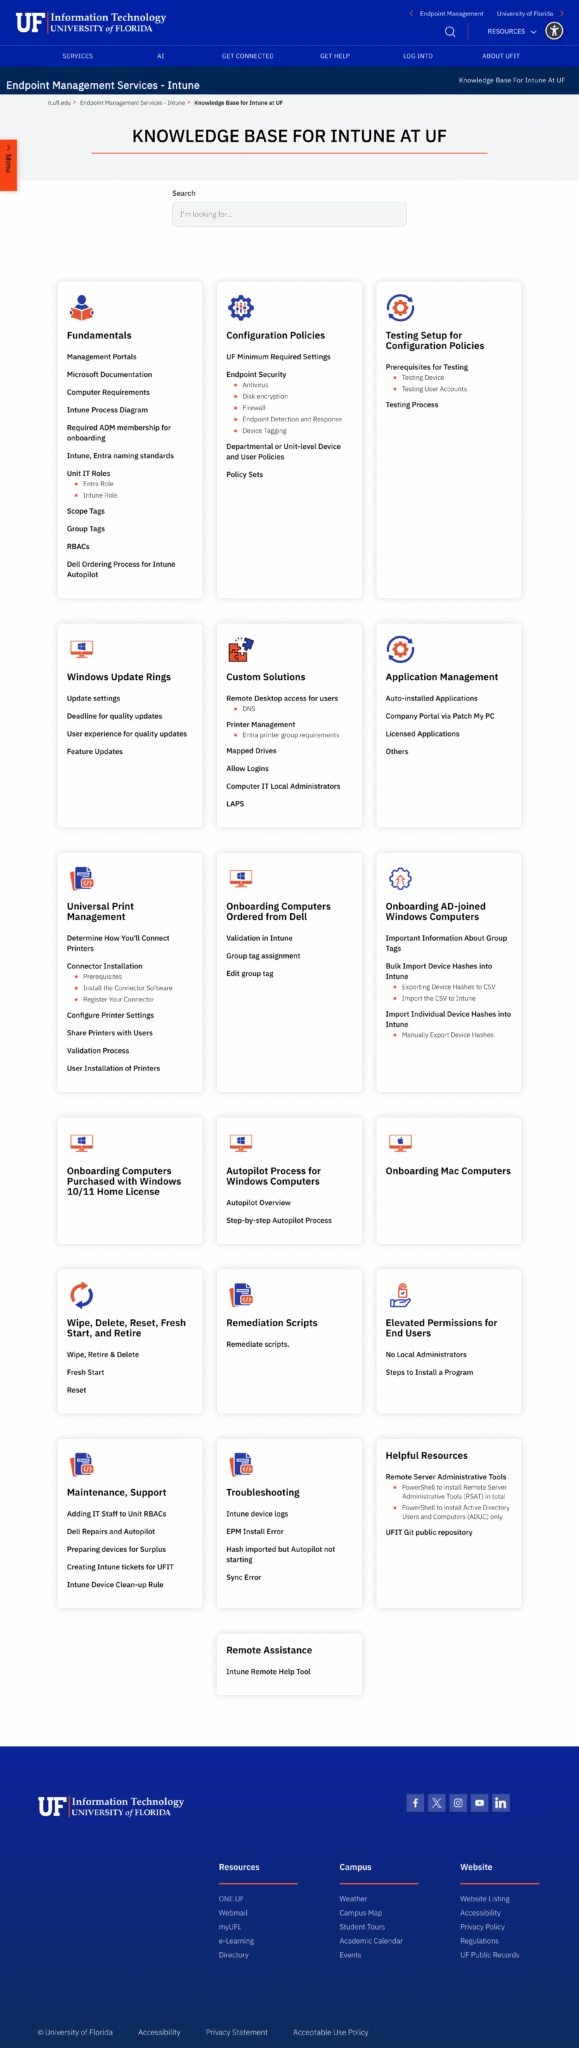 UF Information Technology
UNIVERSITY of FLORIDA
Endpoint Management
University of Florida
RESOURCES
SERVICES
AI
GET CONNECTED
GET HELP
LOG INTO
ABOUT UFIT
Endpoint Management Services - Intune
Knowledge Base For Intune At UF
it.ufl.edu > Endpoint Management Services - Intune > Knowledge Base for Intune at UF
Menu
KNOWLEDGE BASE FOR INTUNE AT UF
Search
I'm looking for...
Fundamentals
Management Portals
Microsoft Documentation
Computer Requirements
Intune Process Diagram
Required ADM membership for
onboarding
Intune, Entra naming standards
Unit IT Roles
Entra Role
Intune Role
Scope Tags
Group Tags
RBACs
Dell Ordering Process for Intune
Autopilot
Configuration Policies
UF Minimum Required Settings
Endpoint Security
Antivirus
Disk encryption
Firewall
Endpoint Detection and Response
Device Tagging
Departmental or Unit-level Device
and User Policies
Policy Sets
Testing Setup for
Configuration Policies
Prerequisites for Testing
Testing Device
Testing User Accounts
Testing Process
Windows Update Rings
Update settings
Deadline for quality updates
User experience for quality updates
Feature Updates
Custom Solutions
Remote Desktop access for users
DNS
Printer Management
Entra printer group requirements
Mapped Drives
Allow Logins
Computer IT Local Administrators
LAPS
Application Management
Auto-installed Applications
Company Portal via Patch My PC
Licensed Applications
Others
Universal Print
Management
Determine How You'll Connect
Printers
Connector Installation
Prerequisites
Install the Connector Software
Register Your Connector
Configure Printer Settings
Share Printers with Users
Validation Process
User Installation of Printers
Onboarding Computers
Ordered from Dell
Validation in Intune
Group tag assignment
Edit group tag
Onboarding AD-joined
Windows Computers
Important Information About Group
Tags
Bulk Import Device Hashes into
Intune
Exporting Device Hashes to CSV
Import the CSV to Intune
Import Individual Device Hashes into
Intune
Manually Export Device Hashes
Onboarding Computers
Purchased with Windows
10/11 Home License
Autopilot Process for
Windows Computers
Autopilot Overview
Step-by-step Autopilot Process
Onboarding Mac Computers
Wipe, Delete, Reset, Fresh
Start, and Retire
Wipe, Retire & Delete
Fresh Start
Reset
Remediation Scripts
Remediate scripts.
Elevated Permissions for
End Users
No Local Administrators
Steps to Install a Program
Maintenance, Support
Adding IT Staff to Unit RBACs
Dell Repairs and Autopilot
Preparing devices for Surplus
Creating Intune tickets for UFIT
Intune Device Clean-up Rule
Troubleshooting
Intune device logs
EPM Install Error
Hash imported but Autopilot not
starting
Sync Error
Helpful Resources
Remote Server Administrative Tools
PowerShell to install Remote Server
Administrative Tools (RSAT) in total
PowerShell to install Active Directory
Users and Computers (ADUC) only
UFIT Git public repository
Remote Assistance
Intune Remote Help Tool
UF Information Technology
UNIVERSITY of FLORIDA
Resources
ONE.UF
Webmail
myUFL
e-Learning
Directory
Campus
Weather
Campus Map
Student Tours
Academic Calendar
Events
Website
Website Listing
Accessibility
Privacy Policy
Regulations
UF Public Records
© University of Florida
Accessibility
Privacy Statement
Acceptable Use Policy